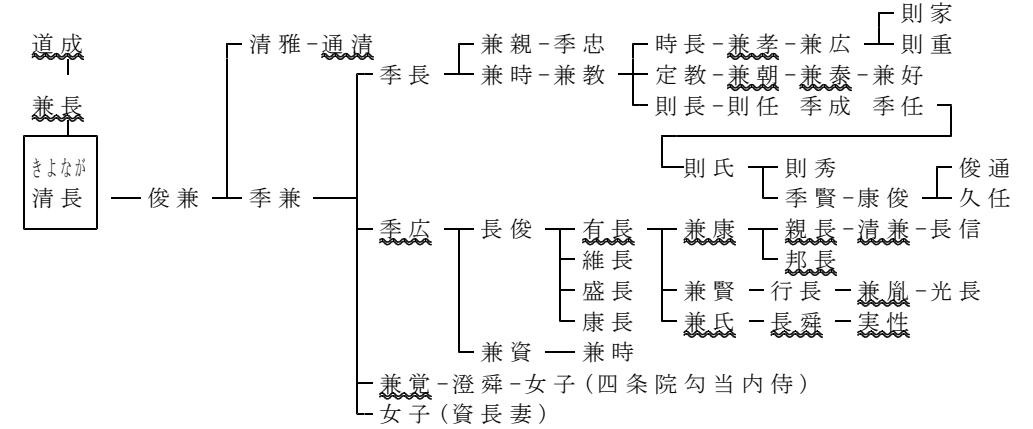 則家
道成 清雅-通清 兼親-季忠 時長-兼孝-兼広 則重
季長 兼時-兼教 定教-兼朝-兼泰-兼好
兼長 則長-則任 季成 季任
きよなが
則氏 則秀 俊通
清長 俊兼 季兼 季賢-康俊 久任
季広 長俊 有長 兼康 親長-清兼-長信
維長 邦長
盛長 兼賢 行長 兼胤-光長
康長 兼氏 長舜 実性
兼資 兼時
兼覚-澄舜-女子(四条院勾当内侍)
女子(資長妻)